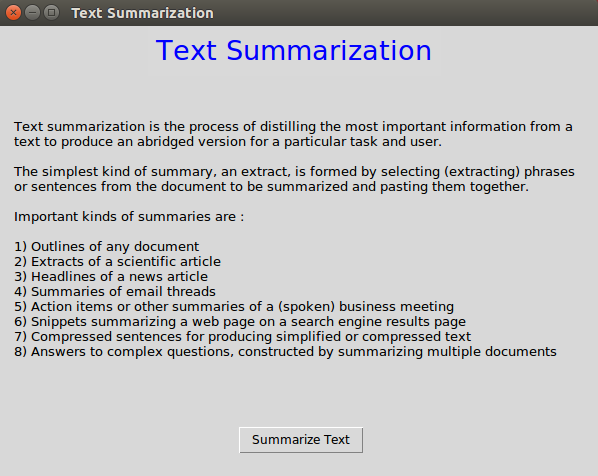 Text Summarization
Text Summarization
Text summarization is the process of distilling the most important information from a
text to produce an abridged version for a particular task and user.
The simplest kind of summary, an extract, is formed by selecting (extracting) phrases
or sentences from the document to be summarized and pasting them together.
Important kinds of summaries are :
1) Outlines of any document
2) Extracts of a scientific article
3) Headlines of a news article
4) Summaries of email threads
5) Action items or other summaries of a (spoken) business meeting
6) Snippets summarizing a web page on a search engine results page
7) Compressed sentences for producing simplified or compressed text
8) Answers to complex questions, constructed by summarizing multiple documents
Summarize Text